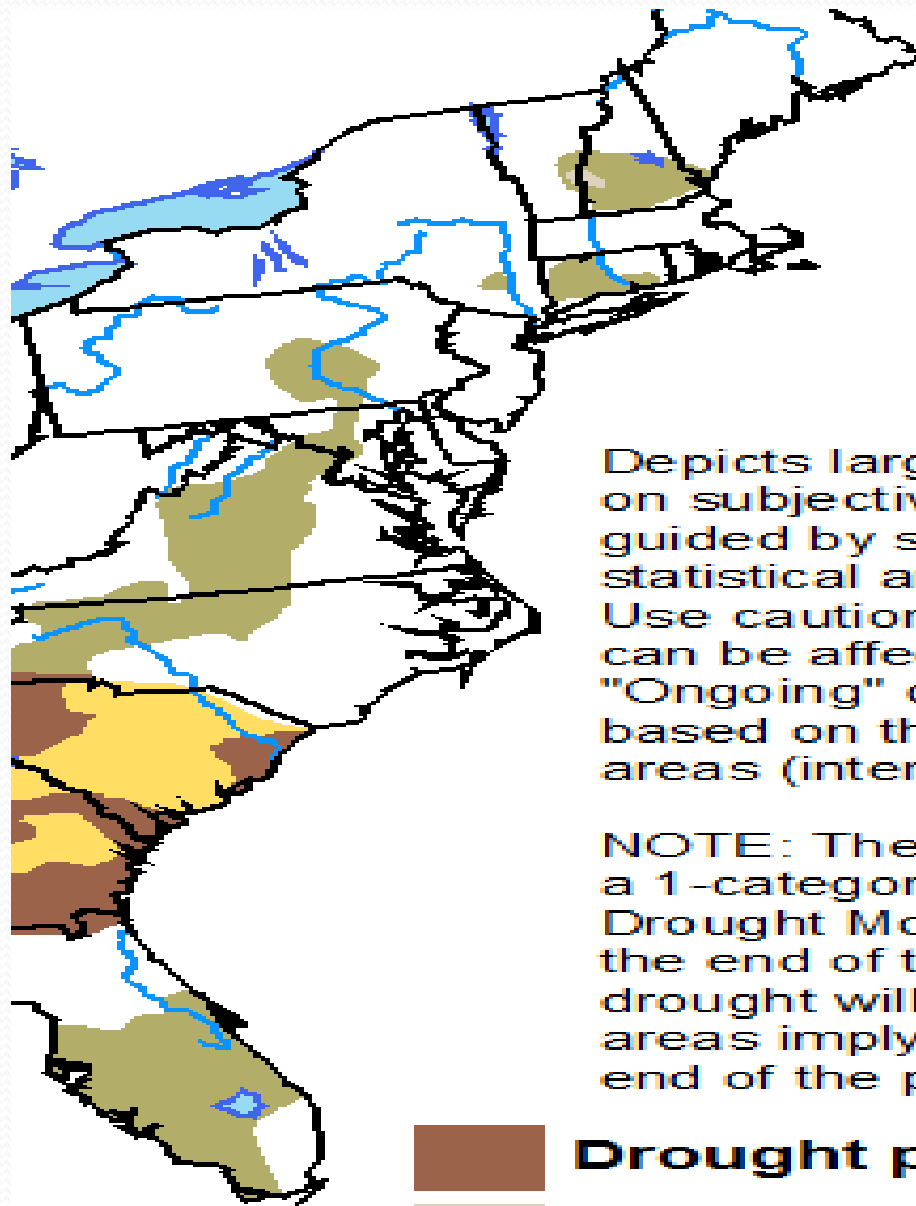 Depicts larg
on subjectiv
guided by s
statistical a
Use caution
can be affe
"Ongoing"
based on th
areas (inter
NOTE: The
a 1-categor
Drought Mo
the end of t
drought will
areas imply
end of the p
Drought p